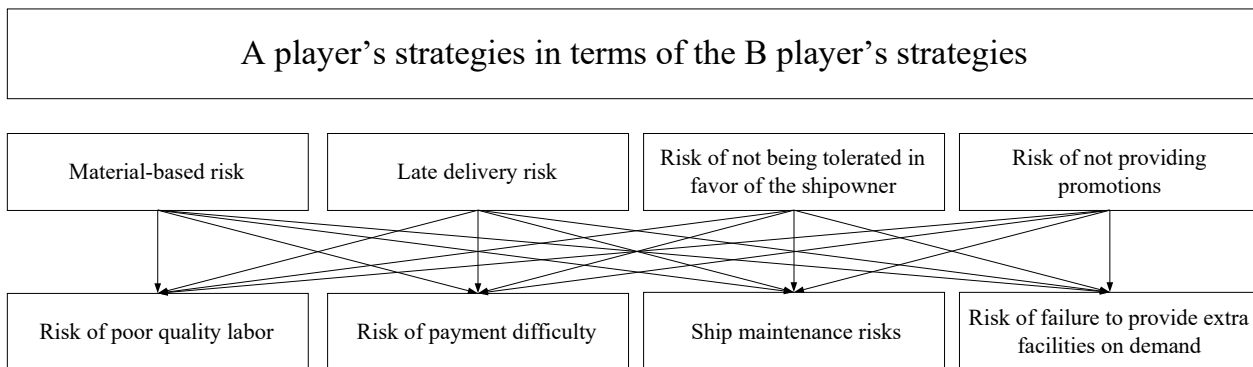 A player’s strategies in terms of the B player’s strategies
Material-based risk
Late delivery risk
Risk of not being tolerated in
favor of the shipowner
Risk of not providing
promotions
Risk of poor quality labor
Risk of payment difficulty
Ship maintenance risks
Risk of failure to provide extra
facilities on demand